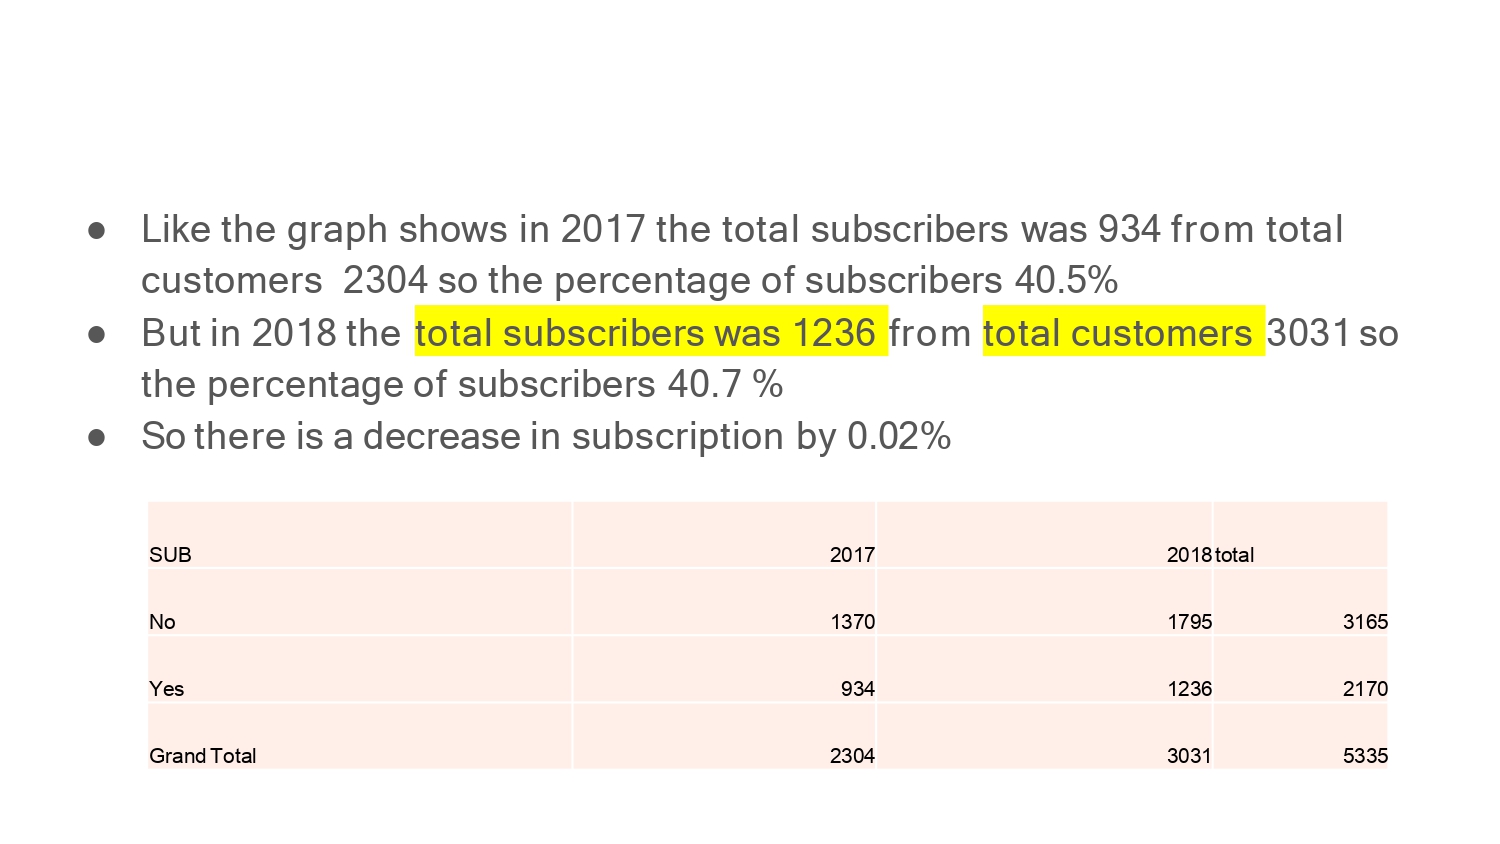 ● Like the graph shows in 2017 the total subscribers was 934 from total
customers 2304 so the percentage of subscribers 40.5%
● But in 2018 the total subscribers was 1236 from total customers 3031 so
the percentage of subscribers 40.7 %
● So there is a decrease in subscription by 0.02%
SUB 2017 2018 total
No 1370 1795 3165
Yes 934 1236 2170
Grand Total 2304 3031 5335